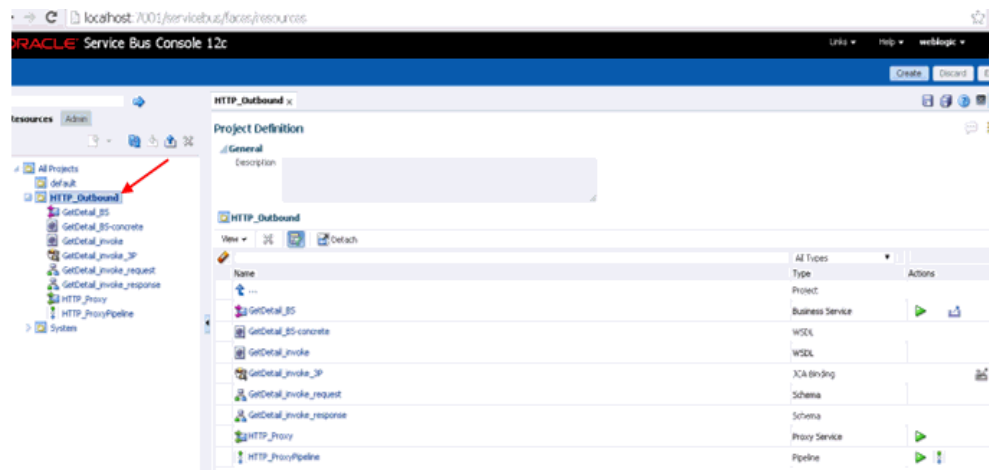 localhost:7001/servicebus/faces/resources
ORACLE Service Bus Console 12c
Links Help weblogic
Create Discard E
HTTP_Outbound x
Resources Admin
Project Definition
General
Description
All Projects
default
HTTP_Outbound
GetDetail_BS
GetDetail_BS-concrete
GetDetail_invoke
GetDetail_invoke_3P
GetDetail_invoke_request
GetDetail_invoke_response
HTTP_Proxy
HTTP_ProxyPipeline
System
HTTP_Outbound
View Detach
All Types
Name Type Actions
... Project
GetDetail_BS Business Service
GetDetail_BS-concrete WSDL
GetDetail_invoke WSDL
GetDetail_invoke_3P JCA Binding
GetDetail_invoke_request Schema
GetDetail_invoke_response Schema
HTTP_Proxy Proxy Service
HTTP_ProxyPipeline Pipeline